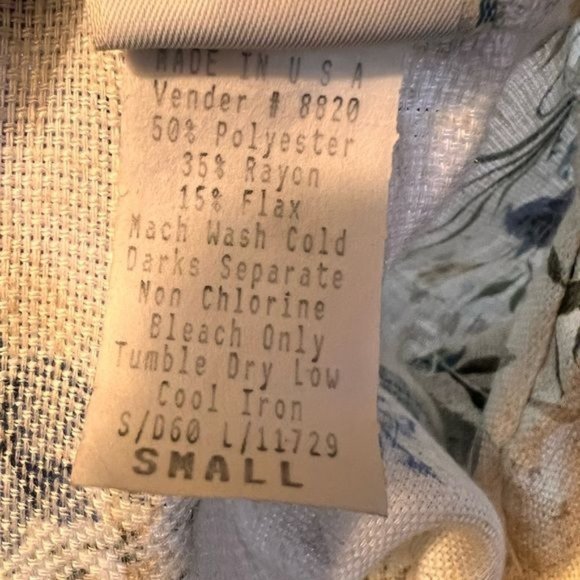 MADE IN U S A
Vender # 8820
50% Polyester
35% Rayon
15% Flax
Mach Wash Cold
Darks Separate
Non Chlorine
Bleach Only
Tumble Dry Low
Cool Iron
S/D60 L/11729
SMALL